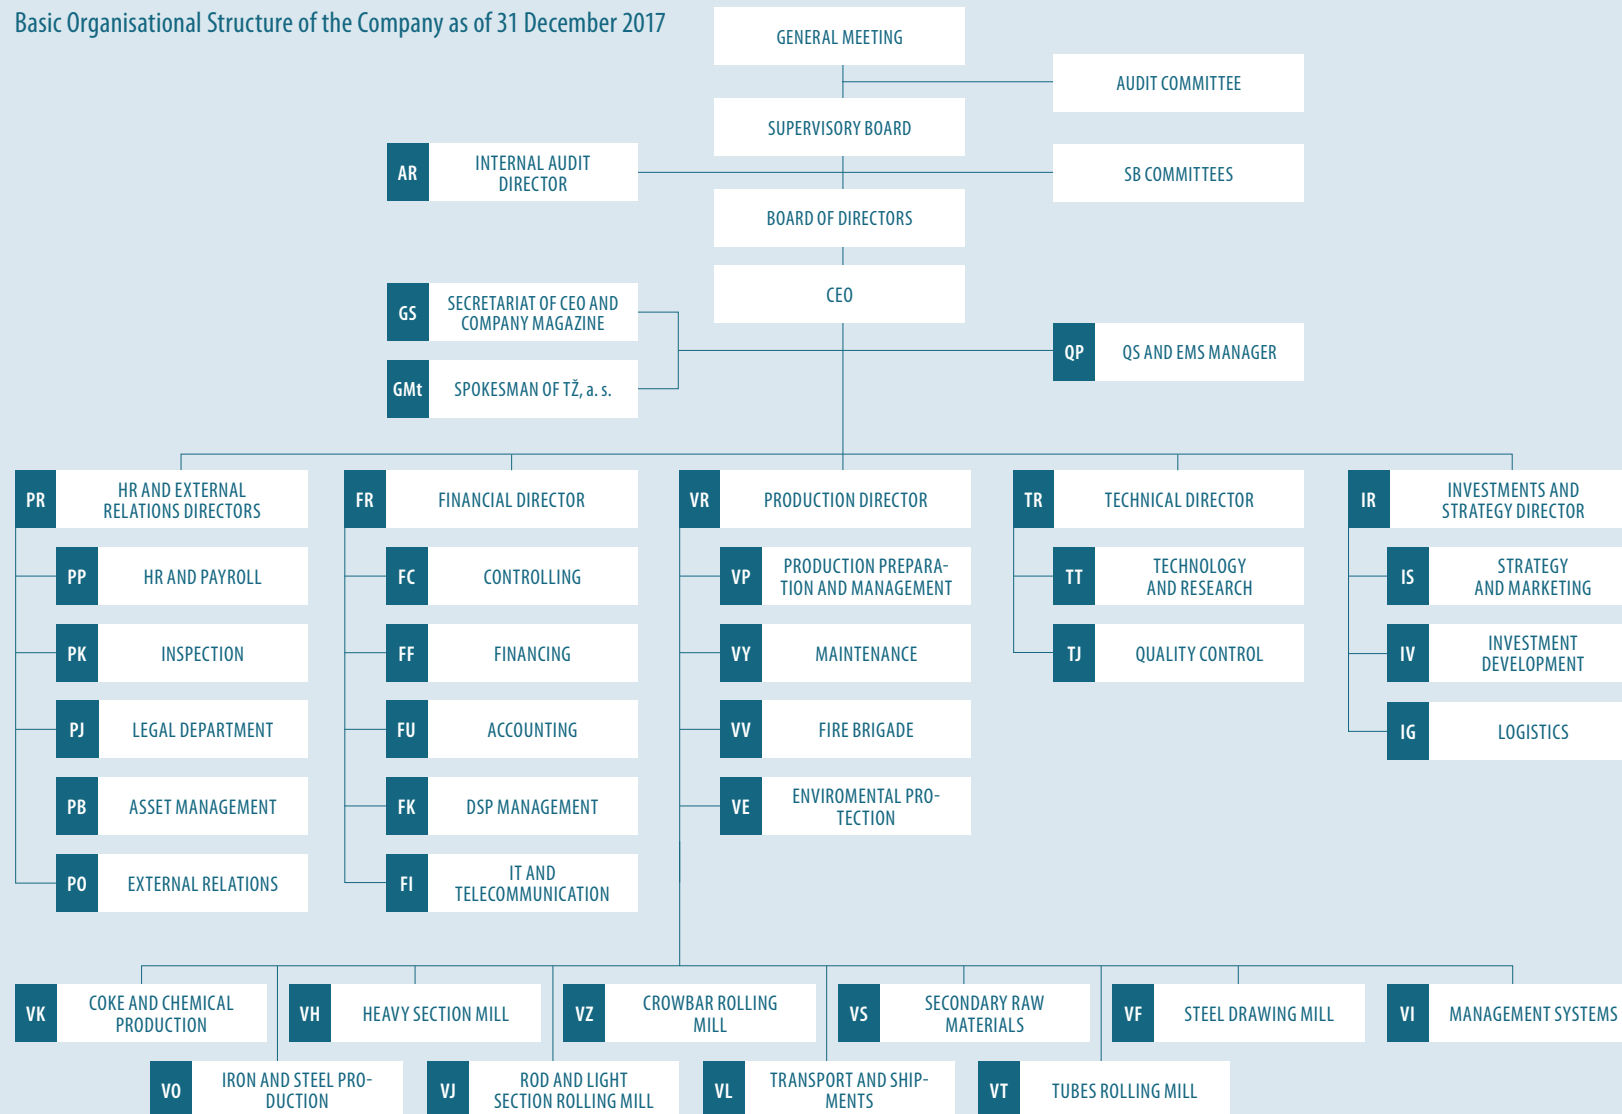 Basic Organisational Structure of the Company as of 31 December 2017
GENERAL MEETING
AUDIT COMMITTEE
SUPERVISORY BOARD
AR
INTERNAL AUDIT
DIRECTOR
SB COMMITTEES
BOARD OF DIRECTORS
CEO
GS
SECRETARIAT OF CEO AND
COMPANY MAGAZINE
QP
QS AND EMS MANAGER
GMt
SPOKESMAN OF TŽ, a. s.
PR
HR AND EXTERNAL
RELATIONS DIRECTORS
FR
FINANCIAL DIRECTOR
VR
PRODUCTION DIRECTOR
TR
TECHNICAL DIRECTOR
IR
INVESTMENTS AND
STRATEGY DIRECTOR
PP
HR AND PAYROLL
FC
CONTROLLING
VP
PRODUCTION PREPARA-
TION AND MANAGEMENT
TT
TECHNOLOGY
AND RESEARCH
IS
STRATEGY
AND MARKETING
PK
INSPECTION
FF
FINANCING
VY
MAINTENANCE
TJ
QUALITY CONTROL
IV
INVESTMENT
DEVELOPMENT
PJ
LEGAL DEPARTMENT
FU
ACCOUNTING
VV
FIRE BRIGADE
IG
LOGISTICS
PB
ASSET MANAGEMENT
FK
DSP MANAGEMENT
VE
ENVIROMENTAL PRO-
TECTION
PO
EXTERNAL RELATIONS
FI
IT AND
TELECOMMUNICATION
VK
COKE AND CHEMICAL
PRODUCTION
VH
HEAVY SECTION MILL
VZ
CROWBAR ROLLING
MILL
VS
SECONDARY RAW
MATERIALS
VF
STEEL DRAWING MILL
VI
MANAGEMENT SYSTEMS
VO
IRON AND STEEL PRO-
DUCTION
VJ
ROD AND LIGHT
SECTION ROLLING MILL
VL
TRANSPORT AND SHIP-
MENTS
VT
TUBES ROLLING MILL